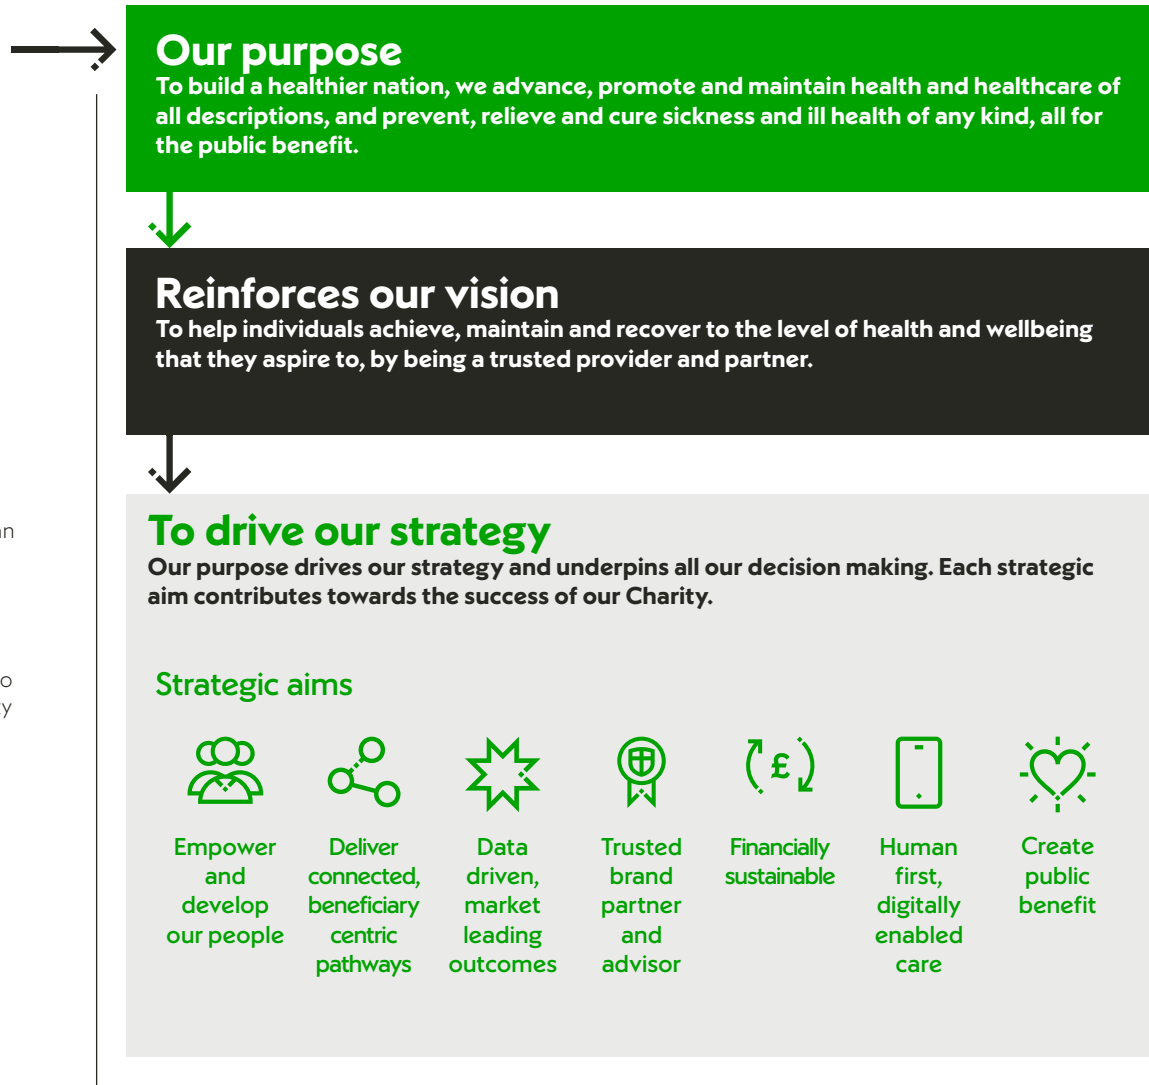 Our purpose
To build a healthier nation, we advance, promote and maintain health and healthcare of
all descriptions, and prevent, relieve and cure sickness and ill health of any kind, all for
the public benefit.
Reinforces our vision
To help individuals achieve, maintain and recover to the level of health and wellbeing
that they aspire to, by being a trusted provider and partner.
To drive our strategy
Our purpose drives our strategy and underpins all our decision making. Each strategic
aim contributes towards the success of our Charity.
Strategic aims
£
Empower
and
develop
our people
Deliver
connected,
beneficiary
centric
pathways
Data
driven,
market
leading
outcomes
Trusted
brand
partner
and
advisor
Financially
sustainable
Human
first,
digitally
enabled
care
Create
public
benefit